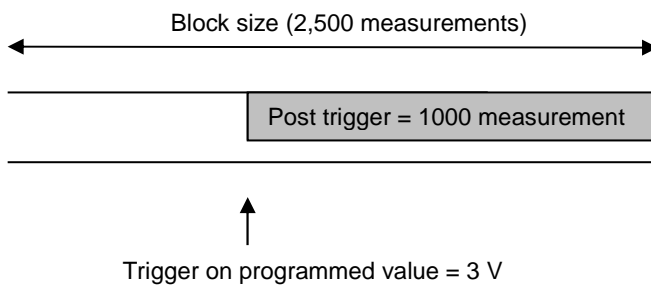 Block size (2,500 measurements)
Post trigger = 1000 measurement
Trigger on programmed value = 3 V